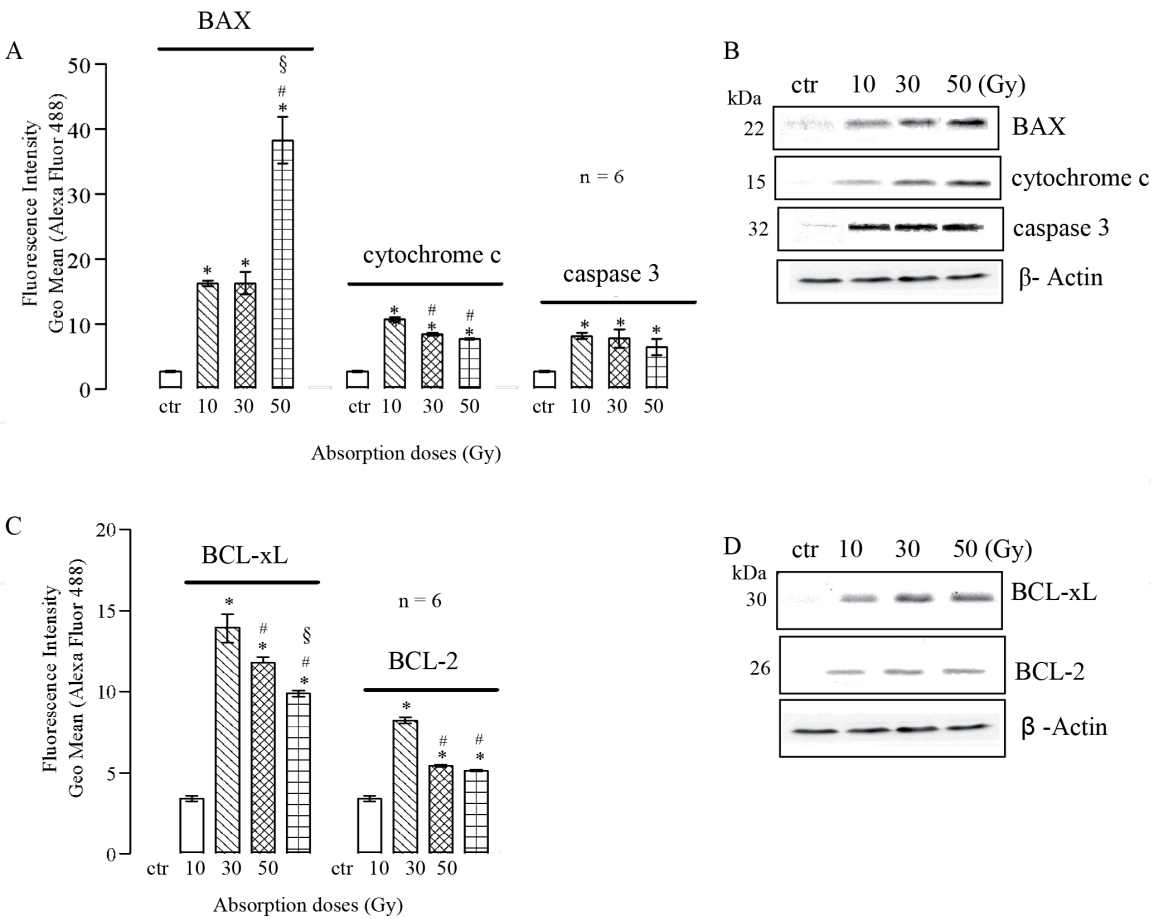 A
BAX
Fluorescence Intensity
Geo Mean (Alexa Fluor 488)
50
40
30
20
10
0
§
#
*
*
*
n = 6
cytochrome c
*
#
*
#
*
caspase 3
*
*
*
ctr 10 30 50
ctr 10 30 50
ctr 10 30 50
Absorption doses (Gy)
B
ctr 10 30 50 (Gy)
kDa
22 BAX
15 cytochrome c
32 caspase 3
β- Actin
C
Fluorescence Intensity
Geo Mean (Alexa Fluor 488)
20
15
10
5
0
BCL-xL
*
#
*
§
#
*
n = 6
BCL-2
*
#
*
#
*
ctr 10 30 50
ctr 10 30 50
Absorption doses (Gy)
D
ctr 10 30 50 (Gy)
kDa
30 BCL-xL
26 BCL-2
β -Actin